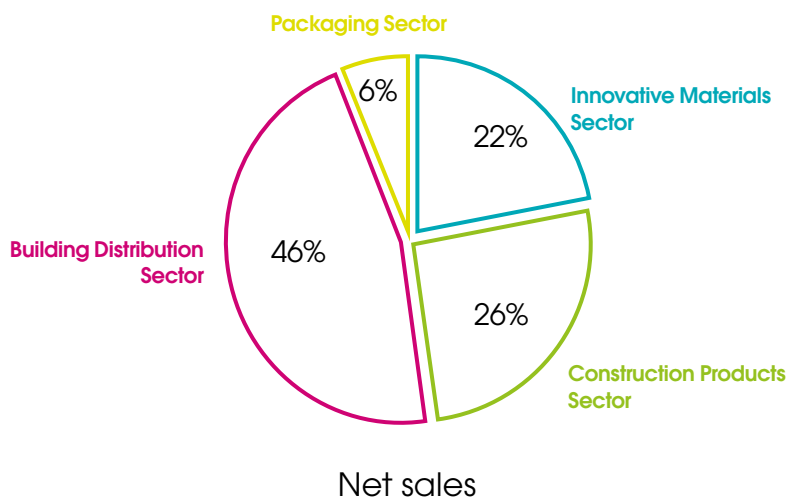 Packaging Sector
6%
Innovative Materials
Sector
22%
Building Distribution
Sector
46%
26%
Construction Products
Sector
Net sales